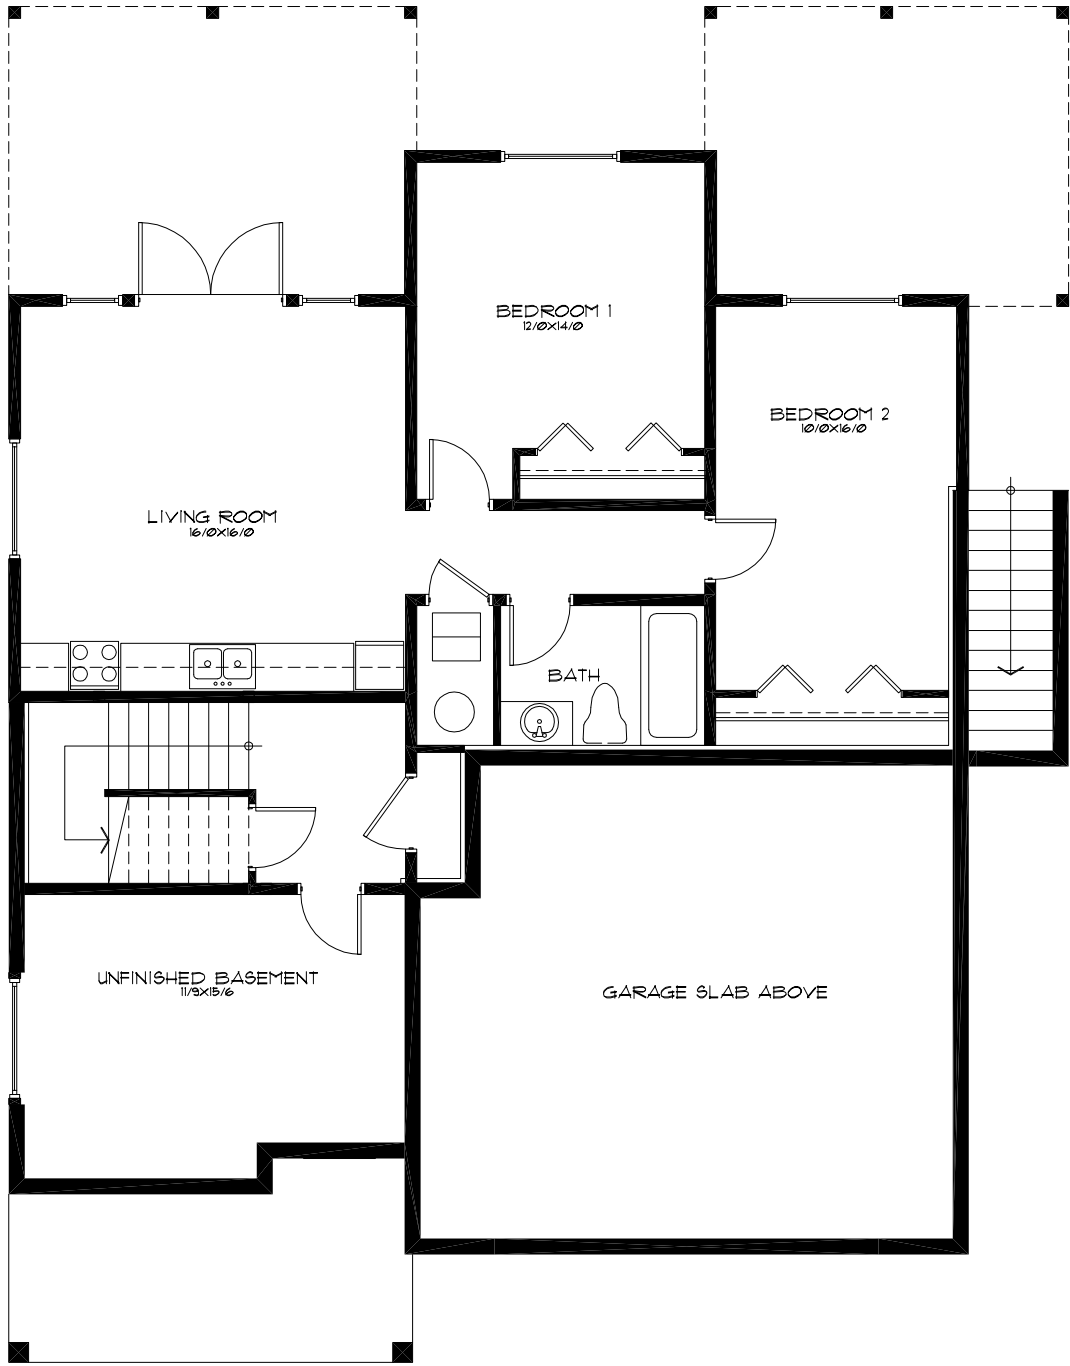 BEDROOM 1
12/0X14/0
BEDROOM 2
10/0X16/0
LIVING ROOM
16/0X16/0
BATH
UNFINISHED BASEMENT
11/9X15/6
GARAGE SLAB ABOVE